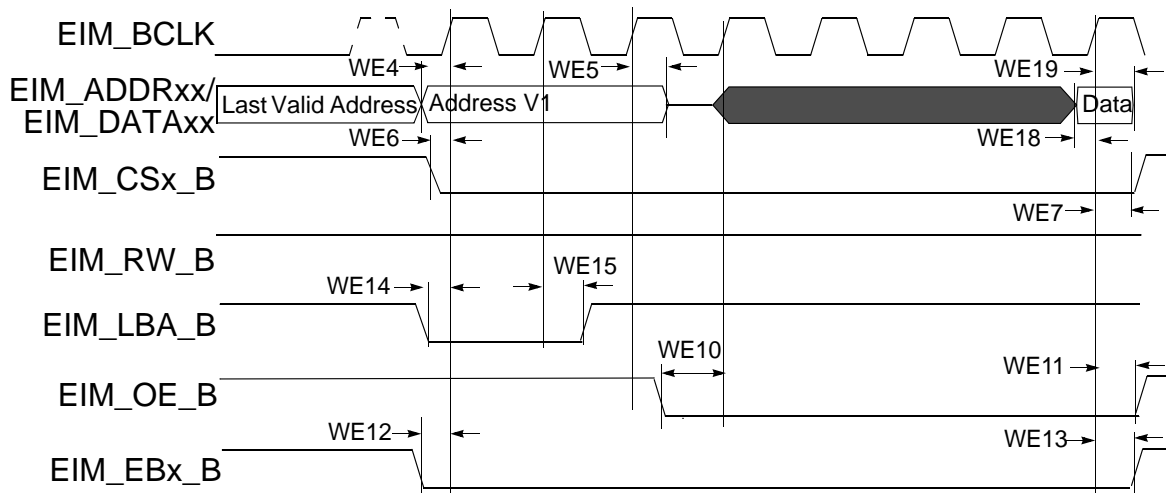 EIM_BCLK
WE4
WE5
WE19
EIM_ADDRxx/
EIM_DATAxx
Last Valid Address
Address V1
Data
WE6
WE18
EIM_CSx_B
WE7
EIM_RW_B
WE14
WE15
EIM_LBA_B
WE10
WE11
EIM_OE_B
WE12
WE13
EIM_EBx_B